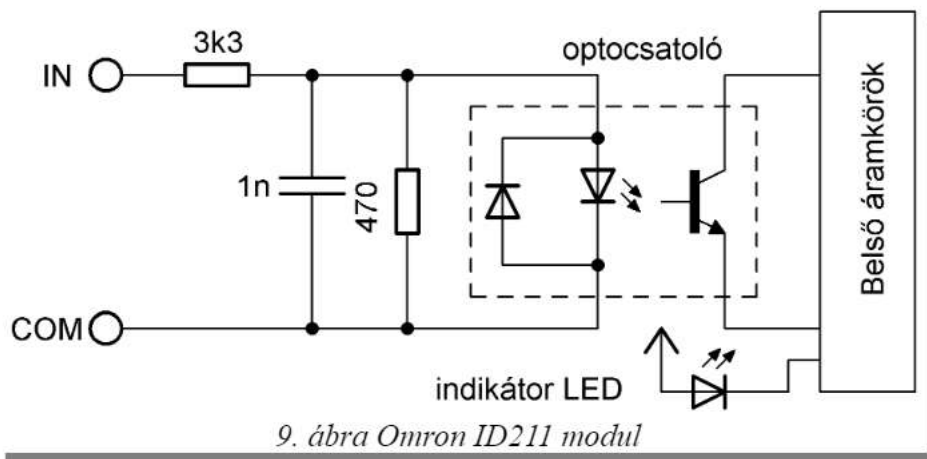 3k3
optocsatoló
IN
1n
470
Belső áramkörök
COM
indikátor LED
9. ábra Omron ID211 modul